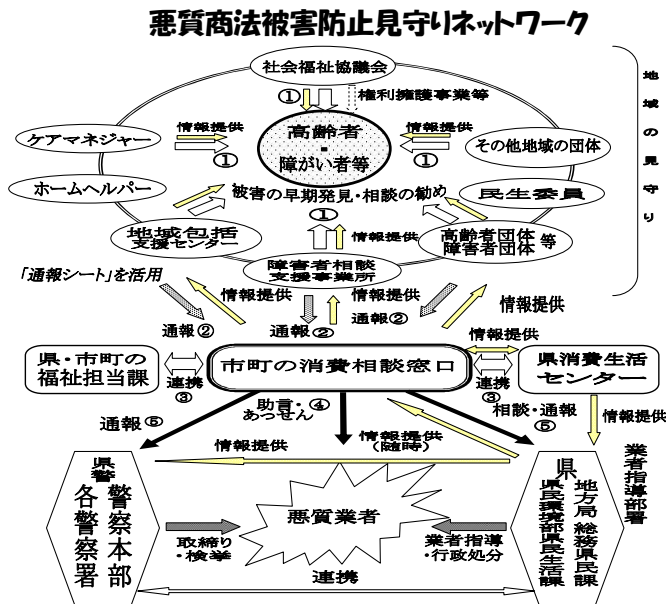 悪質商法被害防止見守りネットワーク
社会福祉協議会
①
権利擁護事業等
地域の見守り
ケアマネジャー
情報提供
①
高齢者
・
障がい者等
情報提供
①
その他地域の団体
ホームヘルパー
被害の早期発見・相談の勧め
民生委員
①
地域包括
支援センター
情報提供
高齢者団体
障害者団体 等
障害者相談
支援事業所
「通報シート」を活用
情報提供
情報提供
情報提供
通報②
通報②
通報②
情報提供
県・市町の
福祉担当課
連携
③
市町の消費相談窓口
連携
③
県消費生活
センター
助言・④
あっせん
相談・通報
⑤
情報提供
通報⑤
情報提供
情報提供
(随時)
業者指導部署
県警
警察本部
各警察署
悪質業者
県
地方局 総務県民課
県民環境部県民生活課
取締り
・検挙
業者指導
・行政処分
連携